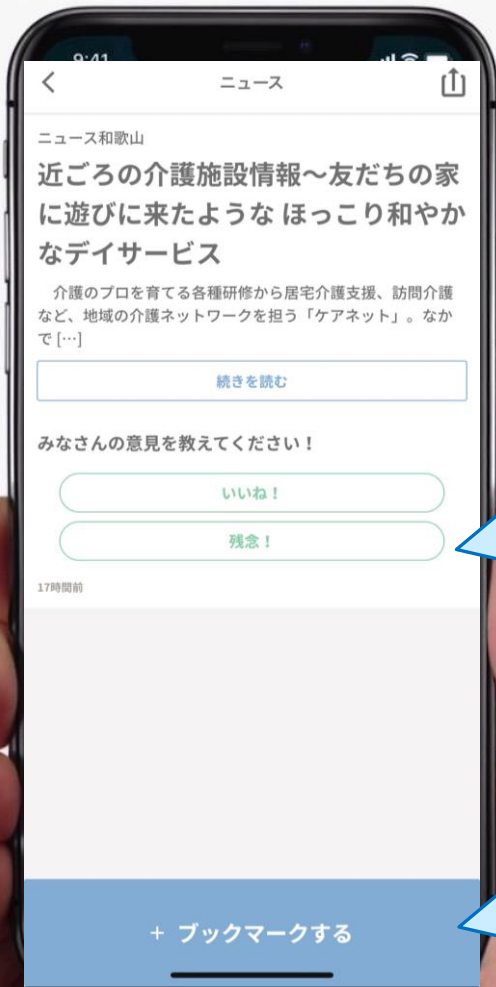 9:41
ニュース
ニュース和歌山
近ごろの介護施設情報～友だちの家
に遊びに来たような ほっこり和やか
なデイサービス
介護のプロを育てる各種研修から居宅介護支援、訪問介護
など、地域の介護ネットワークを担う「ケアネット」。なか
で […]
続きを読む
みなさんの意見を教えてください！
いいね！
残念！
17時間前
+ ブックマークする